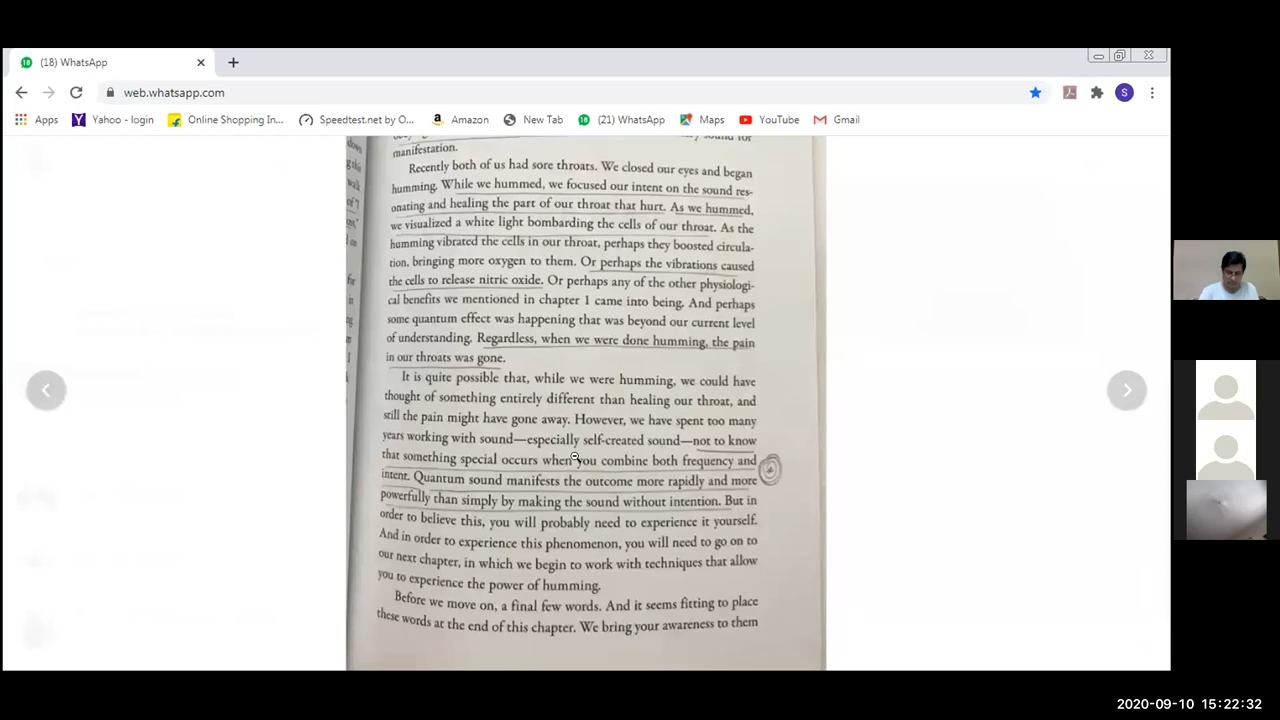 (18) WhatsApp
web.whatsapp.com
S
Apps Yahoo - login Online Shopping In... Speedtest.net by O... Amazon New Tab (21) WhatsApp Maps YouTube Gmail
sound for
manifestation.
Recently both of us had sore throats. We closed our eyes and began
humming. While we hummed, we focused our intent on the sound res-
onating and healing the part of our throat that hurt. As we hummed,
we visualized a white light bombarding the cells of our throat. As the
humming vibrated the cells in our throat, perhaps they boosted circula-
tion, bringing more oxygen to them. Or perhaps the vibrations caused
the cells to release nitric oxide. Or perhaps any of the other physiologi-
cal benefits we mentioned in chapter 1 came into being. And perhaps
some quantum effect was happening that was beyond our current level
of understanding. Regardless, when we were done humming, the pain
in our throats was gone.
It is quite possible that, while we were humming, we could have
thought of something entirely different than healing our throat, and
still the pain might have gone away. However, we have spent too many
years working with sound—especially self-created sound—not to know
that something special occurs when you combine both frequency and
intent. Quantum sound manifests the outcome more rapidly and more
powerfully than simply by making the sound without intention. But in
order to believe this, you will probably need to experience it yourself.
And in order to experience this phenomenon, you will need to go on to
our next chapter, in which we begin to work with techniques that allow
you to experience the power of humming.
Before we move on, a final few words. And it seems fitting to place
these words at the end of this chapter. We bring your awareness to them
2020-09-10 15:22:32